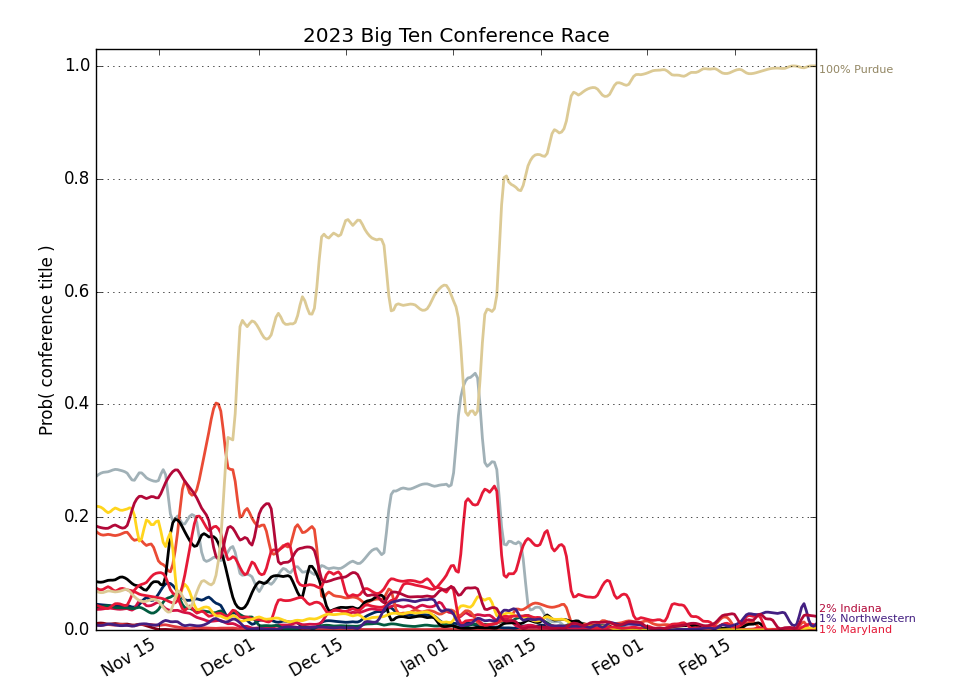 2023 Big Ten Conference Race
Prob( conference title )
1.0
0.8
0.6
0.4
0.2
0.0
100% Purdue
2% Indiana
1% Northwestern
1% Maryland
Nov 15
Dec 01
Dec 15
Jan 01
Jan 15
Feb 01
Feb 15